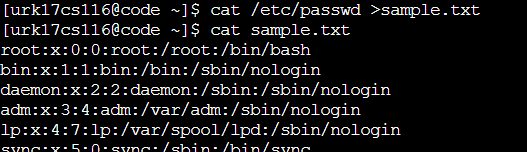 [urk17cs116@code ~]$ cat /etc/passwd >sample.txt
[urk17cs116@code ~]$ cat sample.txt
root:x:0:0:root:/root:/bin/bash
bin:x:1:1:bin:/bin:/sbin/nologin
daemon:x:2:2:daemon:/sbin:/sbin/nologin
adm:x:3:4:adm:/var/adm:/sbin/nologin
lp:x:4:7:lp:/var/spool/lpd:/sbin/nologin
sync:x:5:0:sync:/sbin:/bin/sync